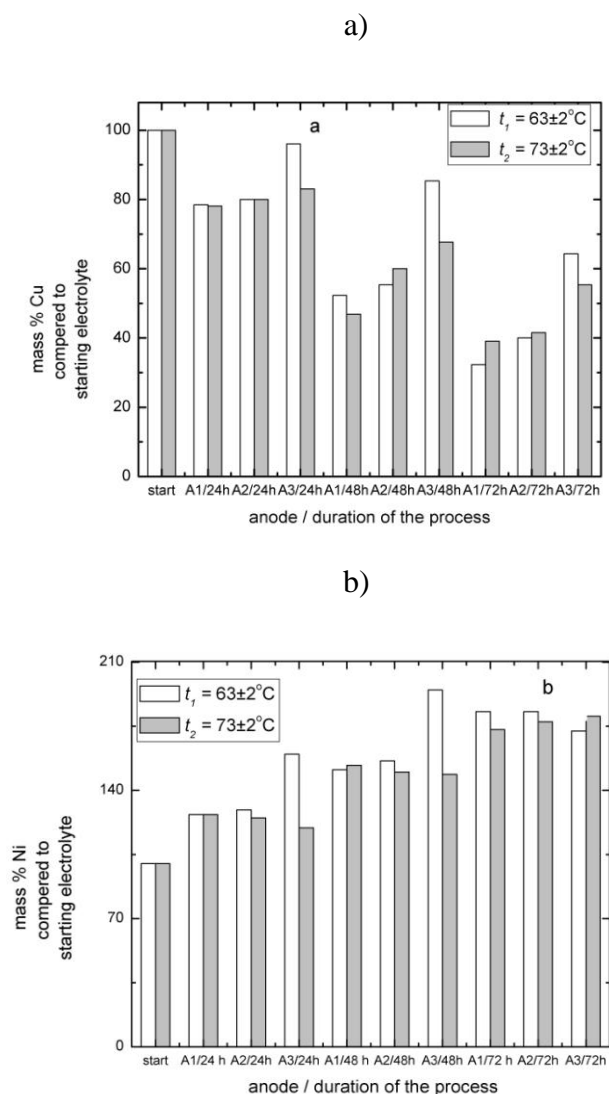 a)
a
t₁ = 63±2°C
t₂ = 73±2°C
100
80
60
40
20
0
mass % Cu
compered to
starting electrolyte
start A1/24h A2/24h A3/24h A1/48h A2/48h A3/48h A1/72h A2/72h A3/72h
anode / duration of the process
b)
b
t₁ = 63±2°C
t₂ = 73±2°C
210
140
70
0
mass % Ni
compered to
starting electrolyte
start A1/24 h A2/24h A3/24h A1/48 h A2/48h A3/48h A1/72 h A2/72h A3/72h
anode / duration of the process